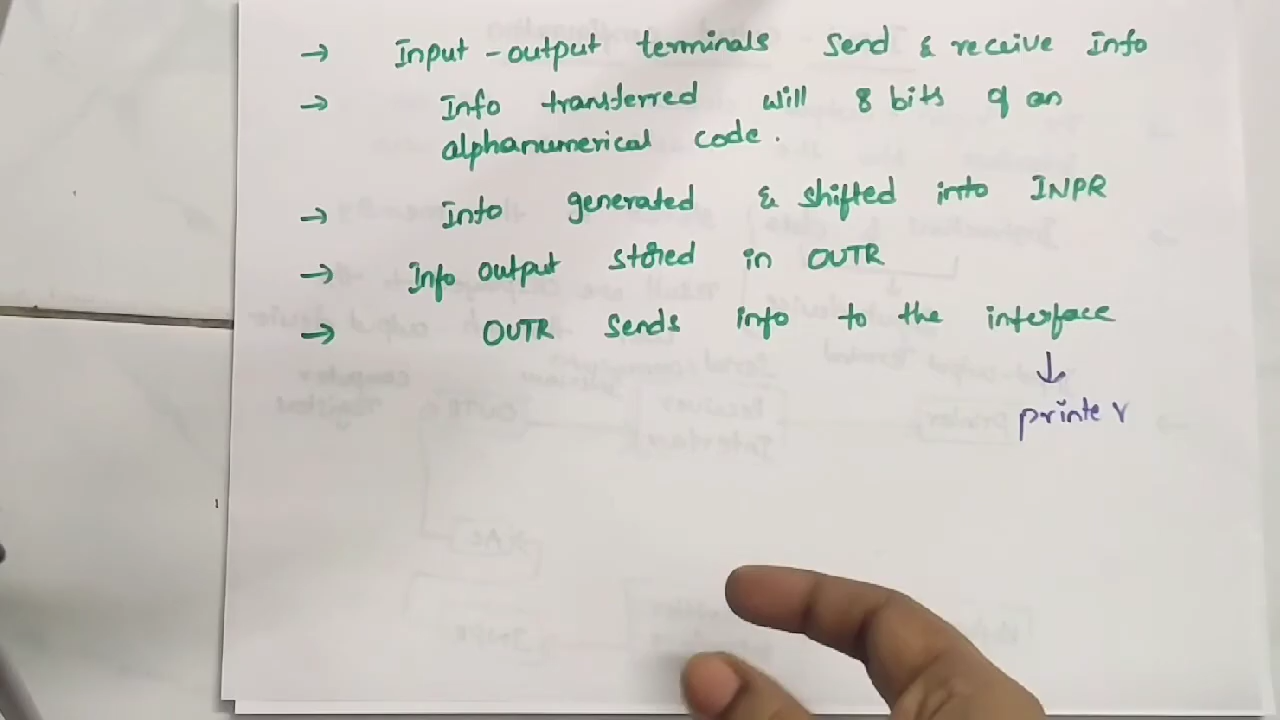 → Input - output terminals send & receive Info
→ Info transferred will 8 bits of an
alphanumerical code.
→ Info generated & shifted into INPR
→ Info output stored in OUTR
→ OUTR sends info to the interface
↓
printer